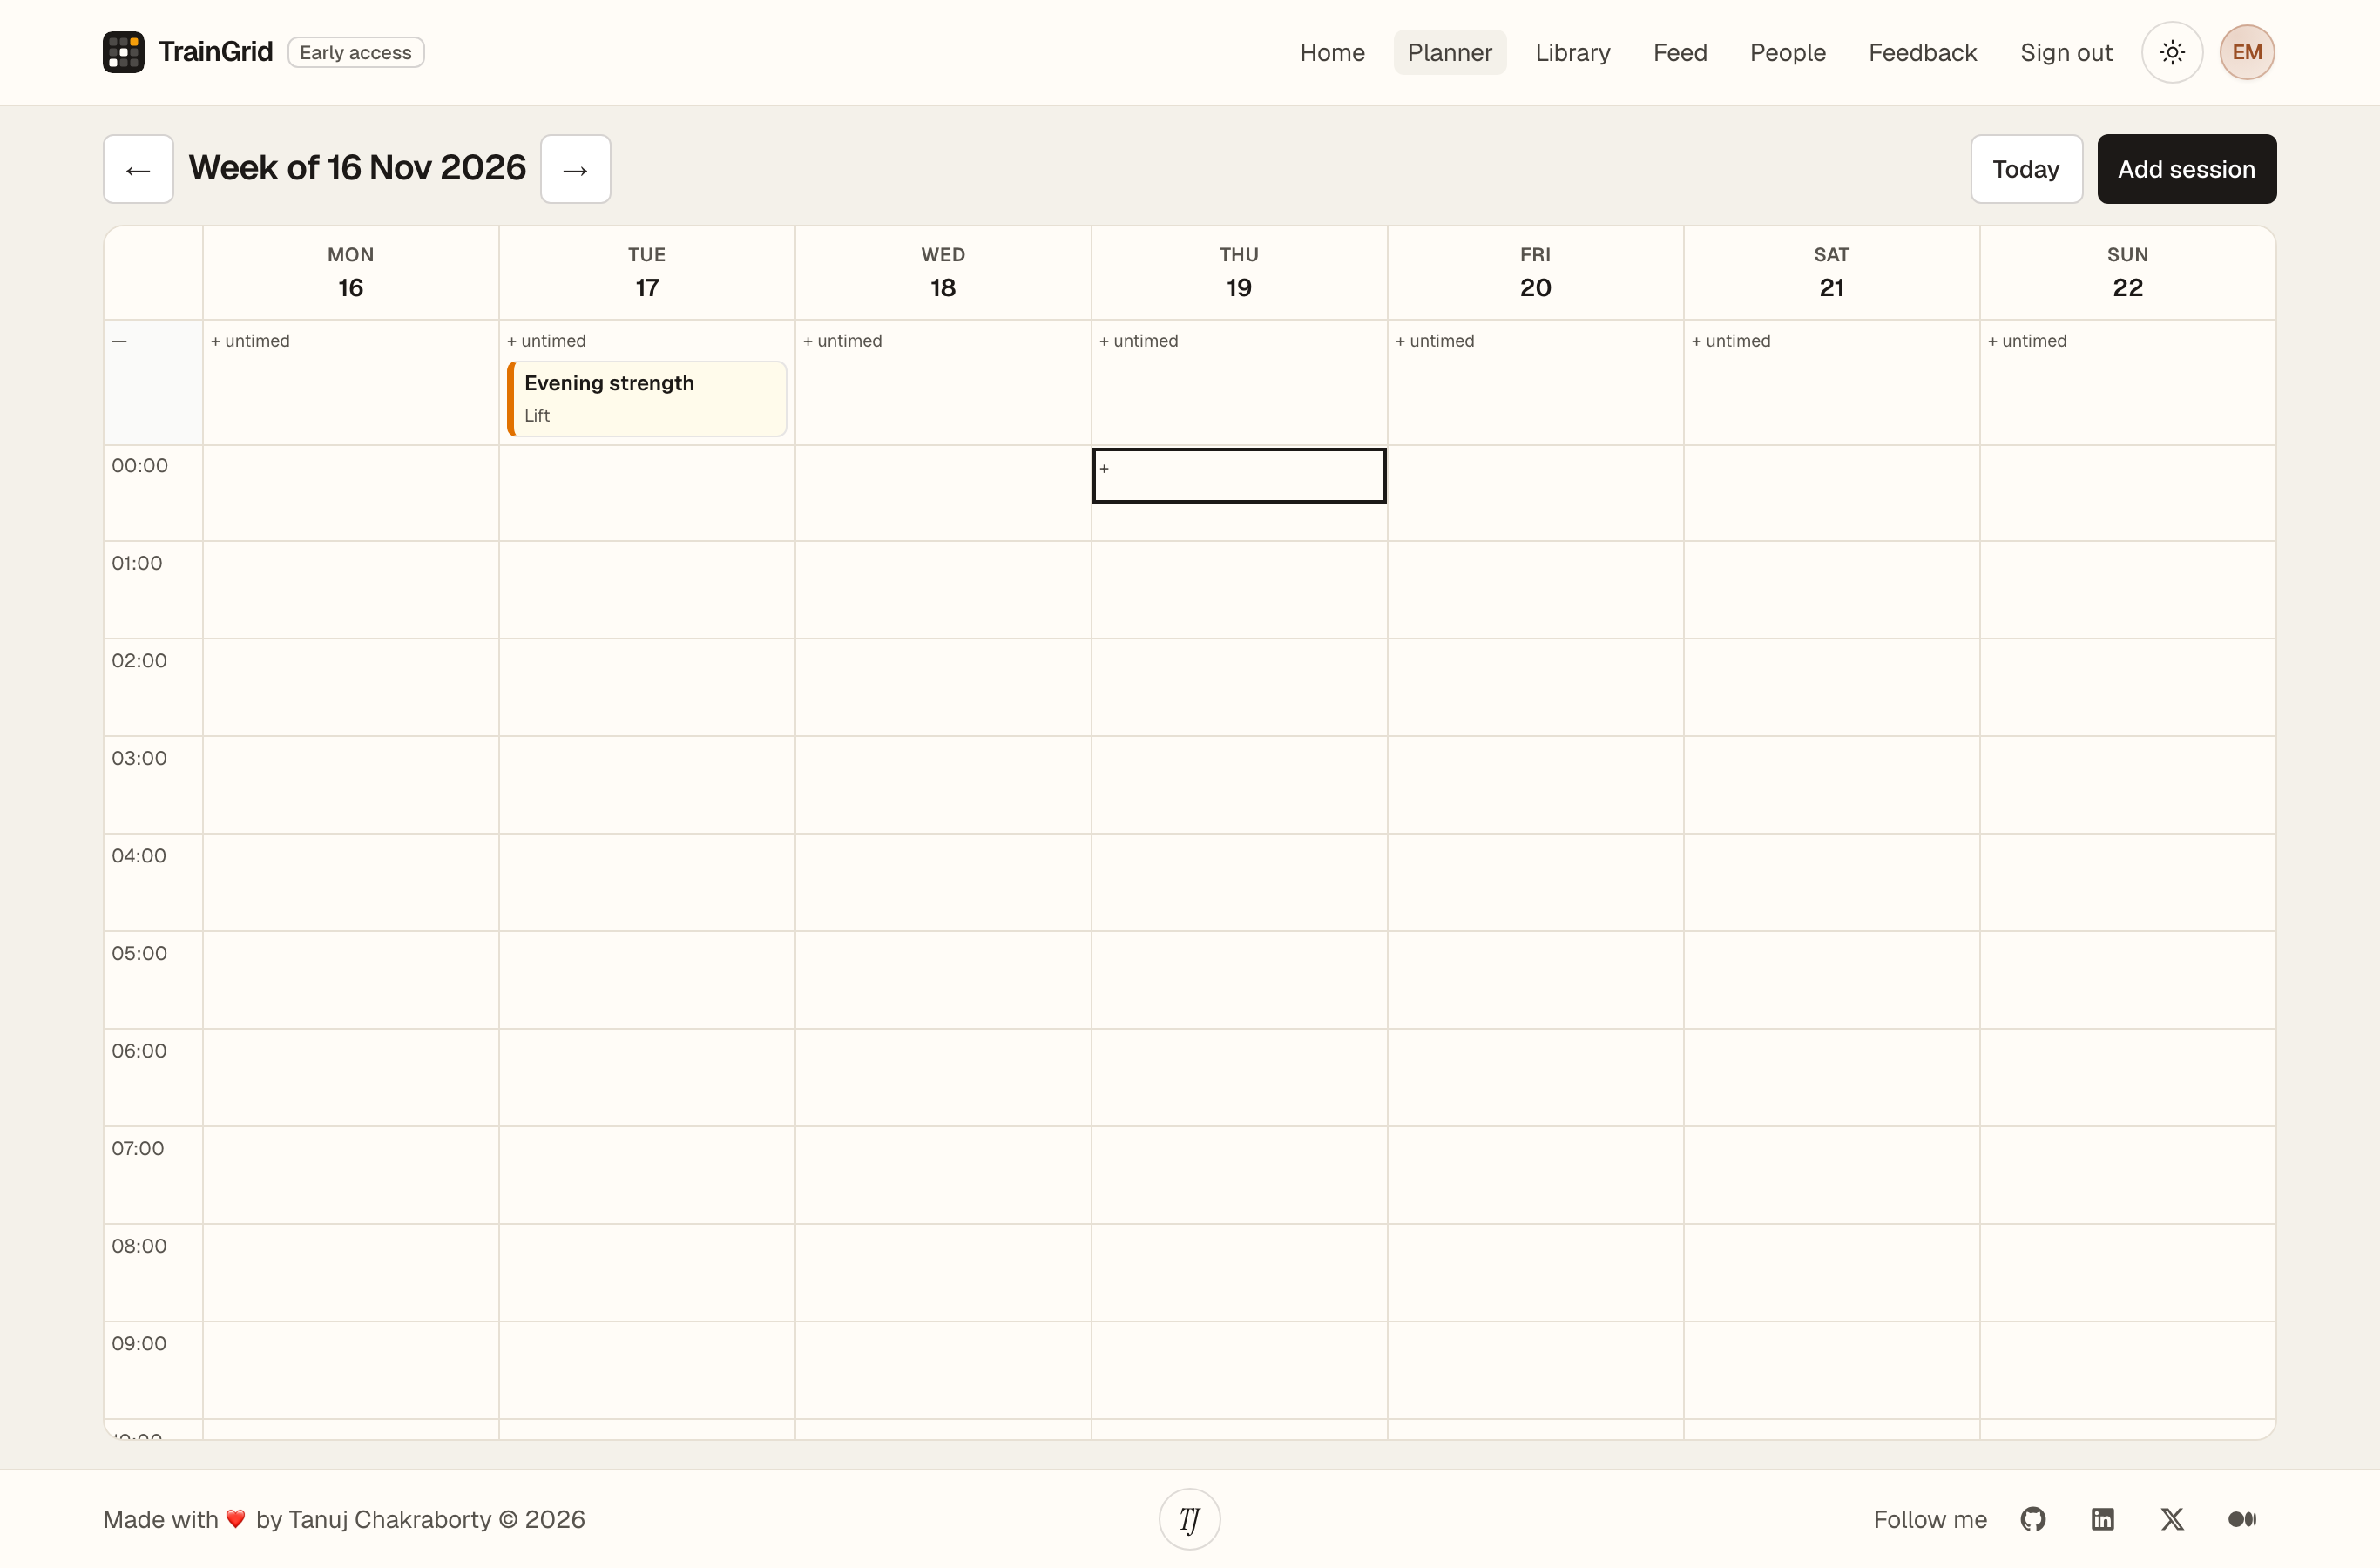 TrainGrid Early access Home Planner Library Feed People Feedback Sign out EM
← Week of 16 Nov 2026 → Today Add session
MON TUE WED THU FRI SAT SUN
16 17 18 19 20 21 22
— + untimed + untimed + untimed + untimed + untimed + untimed + untimed
Evening strength
Lift
00:00 +
01:00
02:00
03:00
04:00
05:00
06:00
07:00
08:00
09:00
Made with ❤️ by Tanuj Chakraborty © 2026 TJ Follow me